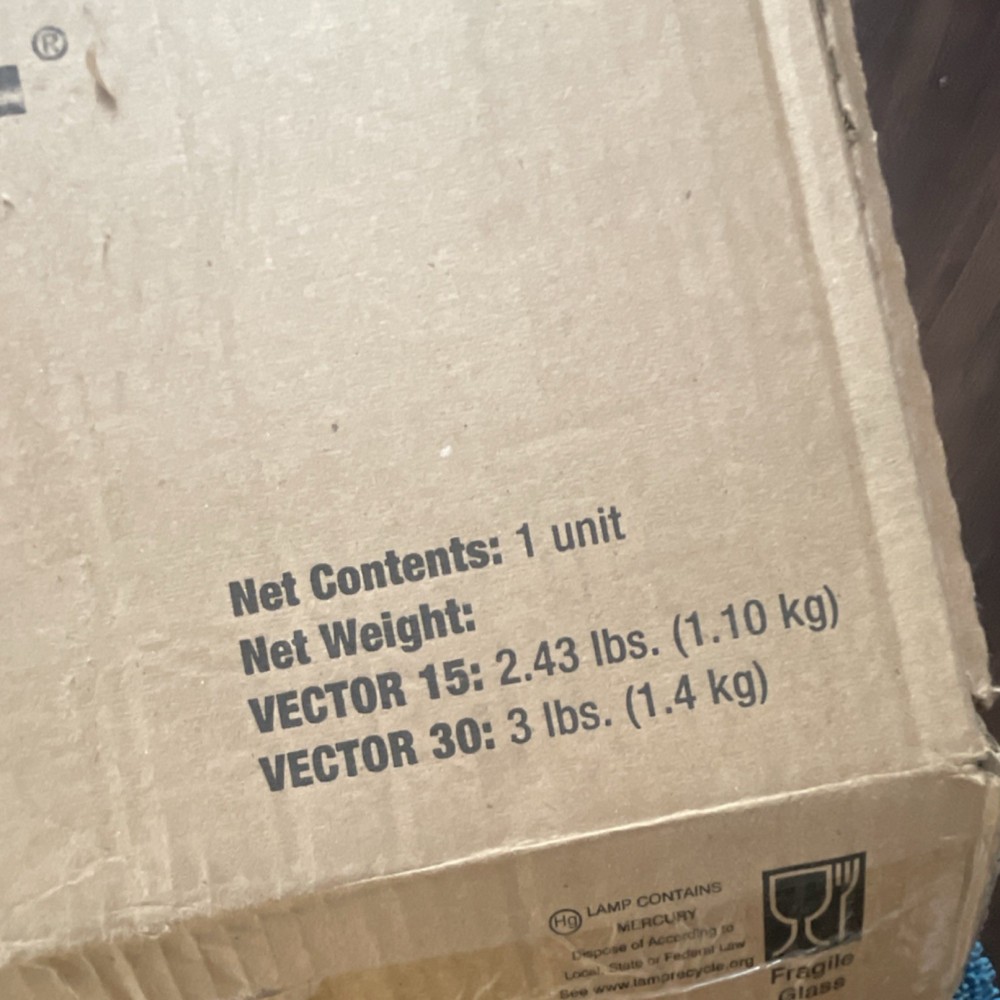 ®
Net Contents: 1 unit
Net Weight:
VECTOR 15: 2.43 lbs. (1.10 kg)
VECTOR 30: 3 lbs. (1.4 kg)
Hg LAMP CONTAINS
MERCURY
Dispose of According to
Local, State or Federal Law
See www.lamprecycle.org
Fragile
Glass